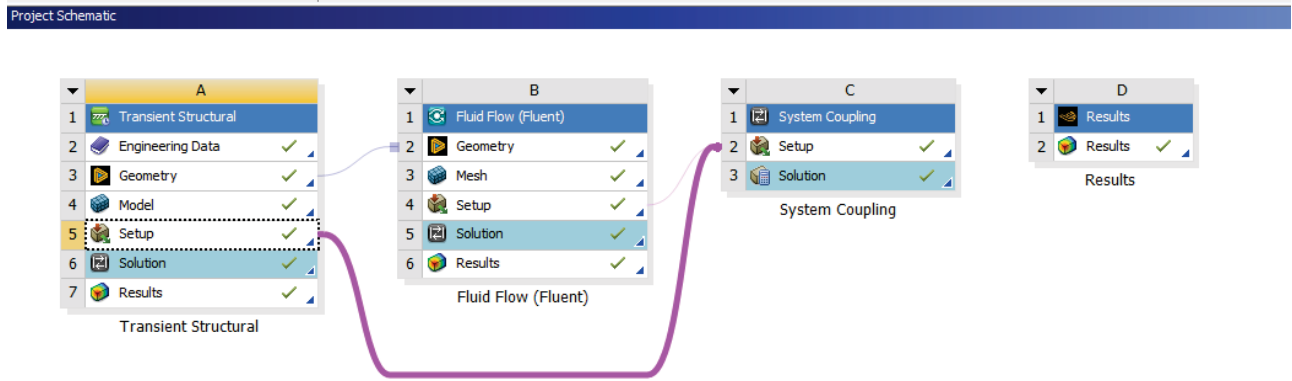 Project Schematic
A
1 Transient Structural
2 Engineering Data
3 Geometry
4 Model
5 Setup
6 Solution
7 Results
Transient Structural
B
1 Fluid Flow (Fluent)
2 Geometry
3 Mesh
4 Setup
5 Solution
6 Results
Fluid Flow (Fluent)
C
1 System Coupling
2 Setup
3 Solution
System Coupling
D
1 Results
2 Results
Results